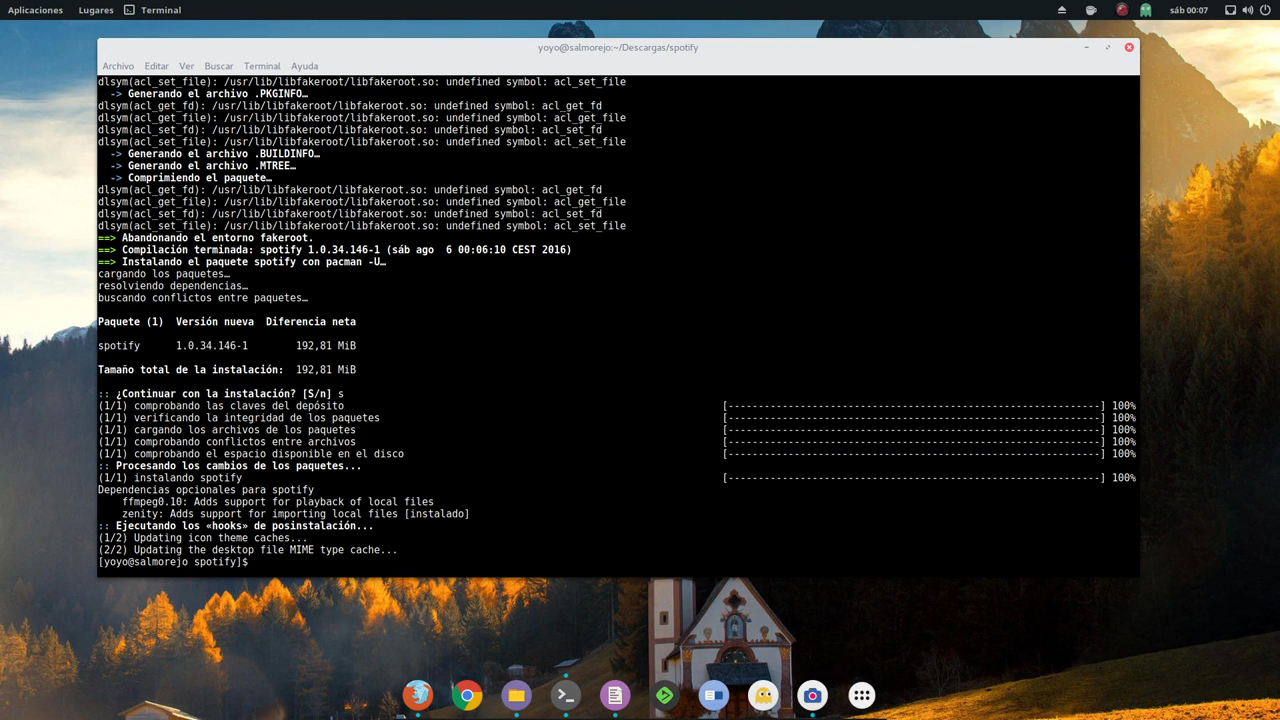 Aplicaciones Lugares Terminal sáb 00:07
yoyo@salmorejo:~/Descargas/spotify
Archivo Editar Ver Buscar Terminal Ayuda
dlsym(acl_set_file): /usr/lib/libfakeroot/libfakeroot.so: undefined symbol: acl_set_file
-> Generando el archivo .PKGINFO…
dlsym(acl_get_fd): /usr/lib/libfakeroot/libfakeroot.so: undefined symbol: acl_get_fd
dlsym(acl_get_file): /usr/lib/libfakeroot/libfakeroot.so: undefined symbol: acl_get_file
dlsym(acl_set_fd): /usr/lib/libfakeroot/libfakeroot.so: undefined symbol: acl_set_fd
dlsym(acl_set_file): /usr/lib/libfakeroot/libfakeroot.so: undefined symbol: acl_set_file
-> Generando el archivo .BUILDINFO…
-> Generando el archivo .MTREE…
-> Comprimiendo el paquete…
dlsym(acl_get_fd): /usr/lib/libfakeroot/libfakeroot.so: undefined symbol: acl_get_fd
dlsym(acl_get_file): /usr/lib/libfakeroot/libfakeroot.so: undefined symbol: acl_get_file
dlsym(acl_set_fd): /usr/lib/libfakeroot/libfakeroot.so: undefined symbol: acl_set_fd
dlsym(acl_set_file): /usr/lib/libfakeroot/libfakeroot.so: undefined symbol: acl_set_file
==> Abandonando el entorno fakeroot.
==> Compilación terminada: spotify 1.0.34.146-1 (sáb ago  6 00:06:10 CEST 2016)
==> Instalando el paquete spotify con pacman -U…
cargando los paquetes…
resolviendo dependencias…
buscando conflictos entre paquetes…
Paquete (1)  Versión nueva  Diferencia neta
spotify      1.0.34.146-1        192,81 MiB
Tamaño total de la instalación:  192,81 MiB
:: ¿Continuar con la instalación? [S/n] s
(1/1) comprobando las claves del depósito [--------------------------------------------------------------] 100%
(1/1) verificando la integridad de los paquetes [--------------------------------------------------------------] 100%
(1/1) cargando los archivos de los paquetes [--------------------------------------------------------------] 100%
(1/1) comprobando conflictos entre archivos [--------------------------------------------------------------] 100%
(1/1) comprobando el espacio disponible en el disco [--------------------------------------------------------------] 100%
:: Procesando los cambios de los paquetes...
(1/1) instalando spotify [--------------------------------------------------------------] 100%
Dependencias opcionales para spotify
ffmpeg0.10: Adds support for playback of local files
zenity: Adds support for importing local files [instalado]
:: Ejecutando los «hooks» de posinstalación...
(1/2) Updating icon theme caches...
(2/2) Updating the desktop file MIME type cache...
[yoyo@salmorejo spotify]$